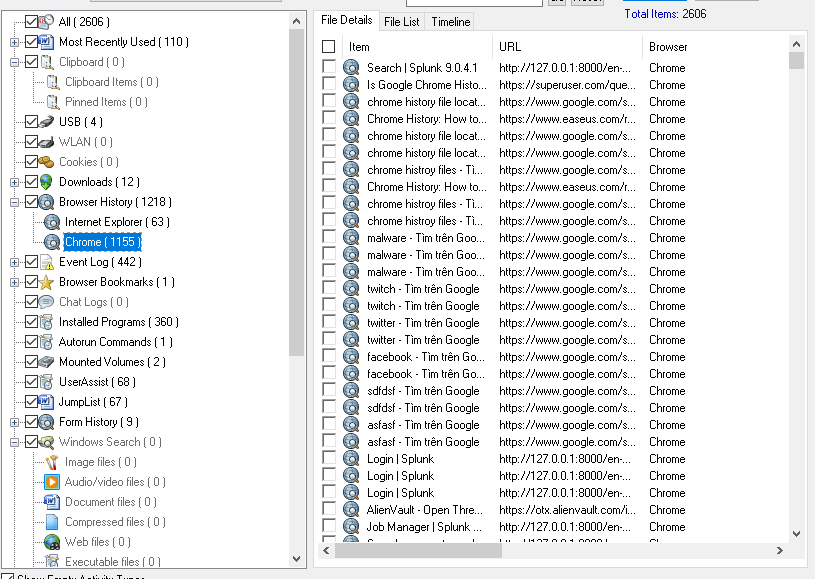 All ( 2606 )
Most Recently Used ( 110 )
Clipboard ( 0 )
Clipboard Items ( 0 )
Pinned Items ( 0 )
USB ( 4 )
WLAN ( 0 )
Cookies ( 0 )
Downloads ( 12 )
Browser History ( 1218 )
Internet Explorer ( 63 )
Chrome ( 1155 )
Event Log ( 442 )
Browser Bookmarks ( 1 )
Chat Logs ( 0 )
Installed Programs ( 360 )
Autorun Commands ( 1 )
Mounted Volumes ( 2 )
UserAssist ( 68 )
JumpList ( 67 )
Form History ( 9 )
Windows Search ( 0 )
Image files ( 0 )
Audio/video files ( 0 )
Document files ( 0 )
Compressed files ( 0 )
Web files ( 0 )
Executable files ( 0 )
Show Empty Activity Types
Total Items: 2606
File Details File List Timeline
Item URL Browser
Search | Splunk 9.0.4.1 http://127.0.0.1:8000/en-... Chrome
Is Google Chrome Histo... https://superuser.com/que... Chrome
chrome history file locat... https://www.google.com/s... Chrome
Chrome History: How to... https://www.easeus.com/r... Chrome
chrome history file locat... https://www.google.com/s... Chrome
chrome history file locat... https://www.google.com/s... Chrome
chrome histroy files - Tì... https://www.google.com/s... Chrome
Chrome History: How to... https://www.easeus.com/r... Chrome
chrome histroy files - Tì... https://www.google.com/s... Chrome
chrome histroy files - Tì... https://www.google.com/s... Chrome
malware - Tìm trên Goo... https://www.google.com/s... Chrome
malware - Tìm trên Goo... https://www.google.com/s... Chrome
malware - Tìm trên Goo... https://www.google.com/s... Chrome
twitch - Tìm trên Google https://www.google.com/s... Chrome
twitch - Tìm trên Google https://www.google.com/s... Chrome
twitter - Tìm trên Google https://www.google.com/s... Chrome
twitter - Tìm trên Google https://www.google.com/s... Chrome
facebook - Tìm trên Go... https://www.google.com/s... Chrome
facebook - Tìm trên Go... https://www.google.com/s... Chrome
sdfdsf - Tìm trên Google https://www.google.com/s... Chrome
sdfdsf - Tìm trên Google https://www.google.com/s... Chrome
asfasf - Tìm trên Google https://www.google.com/s... Chrome
asfasf - Tìm trên Google https://www.google.com/s... Chrome
Login | Splunk http://127.0.0.1:8000/en-... Chrome
Login | Splunk http://127.0.0.1:8000/en-... Chrome
Login | Splunk http://127.0.0.1:8000/en-... Chrome
AlienVault - Open Thre... https://otx.alienvault.com/i... Chrome
Job Manager | Splunk ... http://127.0.0.1:8000/en-... Chrome